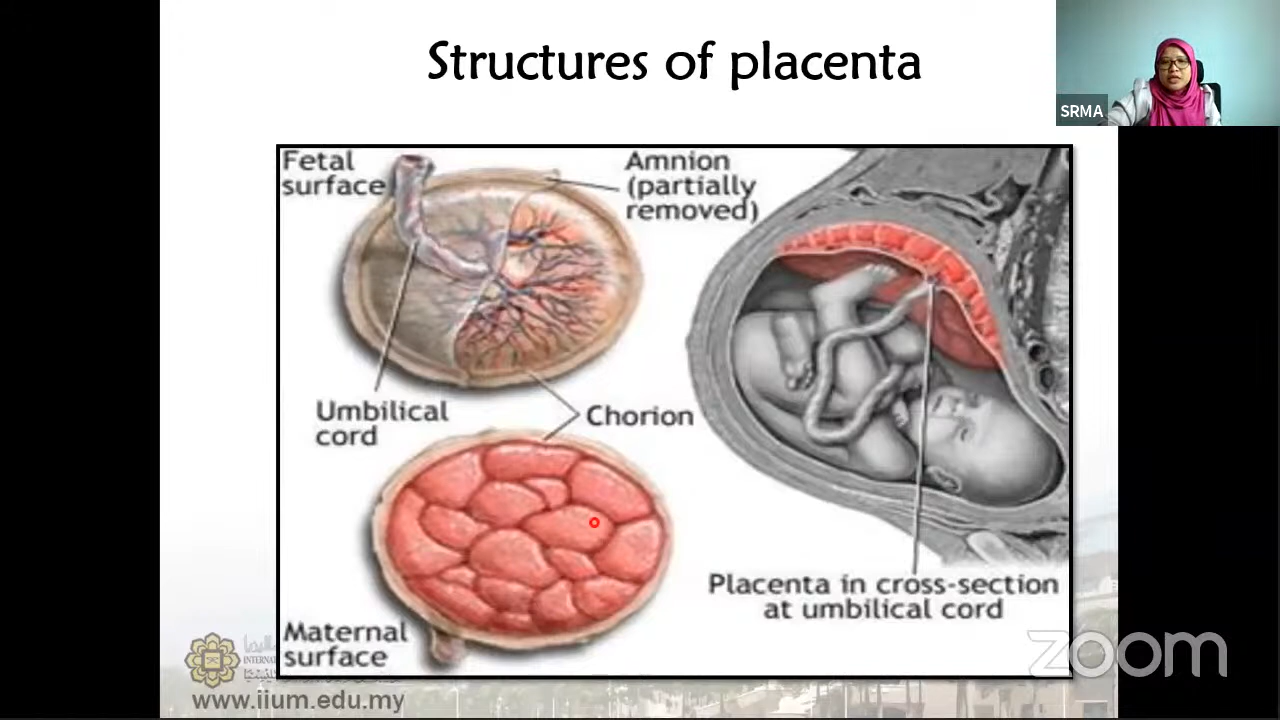 Structures of placenta
SRMA
Fetal
surface
Amnion
(partially
removed)
Umbilical
cord
Chorion
Placenta in cross-section
at umbilical cord
Maternal
surface
www.iium.edu.my
zoom